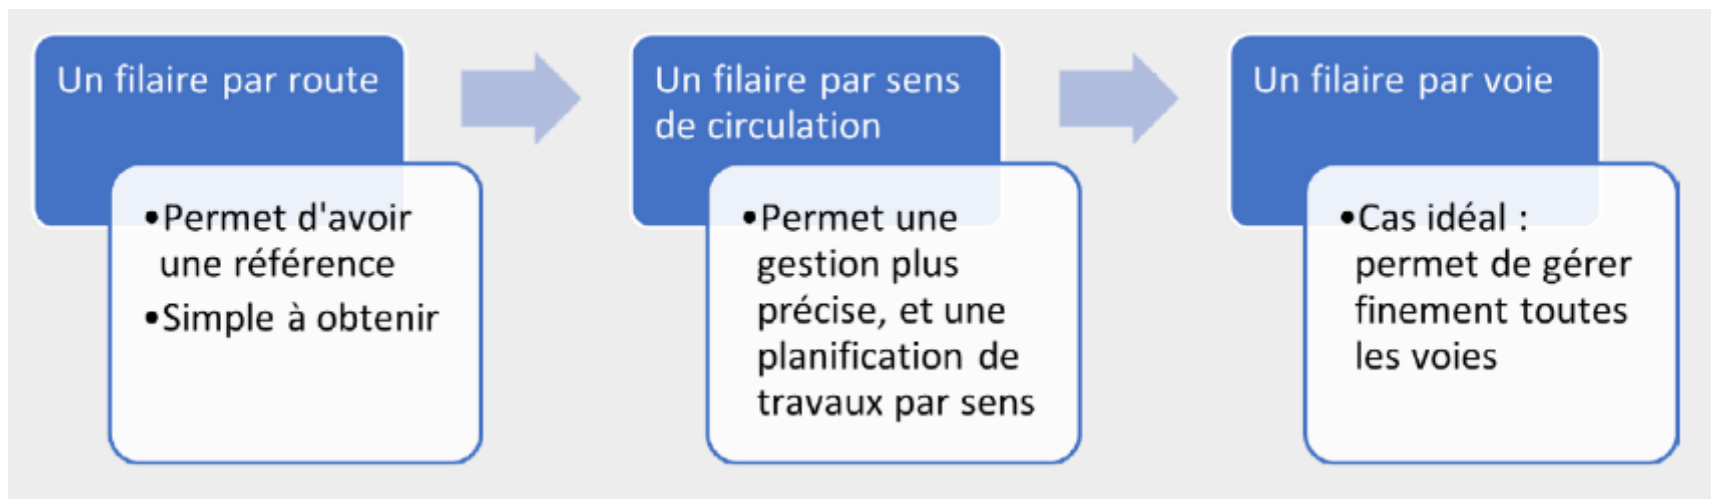 Un filaire par route
•Permet d'avoir
une référence
•Simple à obtenir
Un filaire par sens
de circulation
•Permet une
gestion plus
précise, et une
planification de
travaux par sens
Un filaire par voie
•Cas idéal :
permet de gérer
finement toutes
les voies